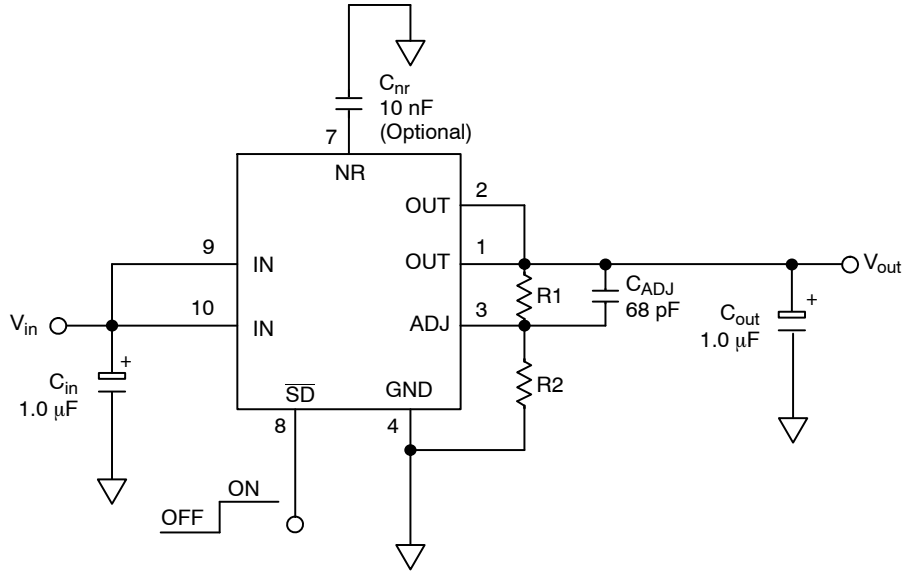 C_nr
10 nF
(Optional)
7
NR
2
OUT
9
IN
1
OUT
V_out
R1
C_ADJ
68 pF
10
IN
3
ADJ
V_in
+
C_out
1.0 µF
+
C_in
1.0 µF
R2
SD
GND
8
4
ON
OFF